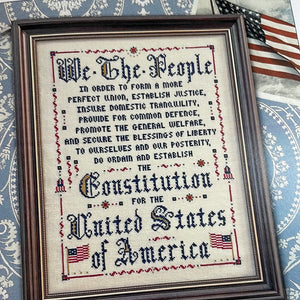 We · The · People
IN ORDER TO FORM A MORE
PERFECT UNION, ESTABLISH JUSTICE,
INSURE DOMESTIC TRANQUILITY,
PROVIDE FOR COMMON DEFENCE,
PROMOTE THE GENERAL WELFARE,
AND SECURE THE BLESSINGS OF LIBERTY
TO OURSELVES AND OUR POSTERITY,
DO ORDAIN AND ESTABLISH
THE
Constitution
FOR THE
United States
of America